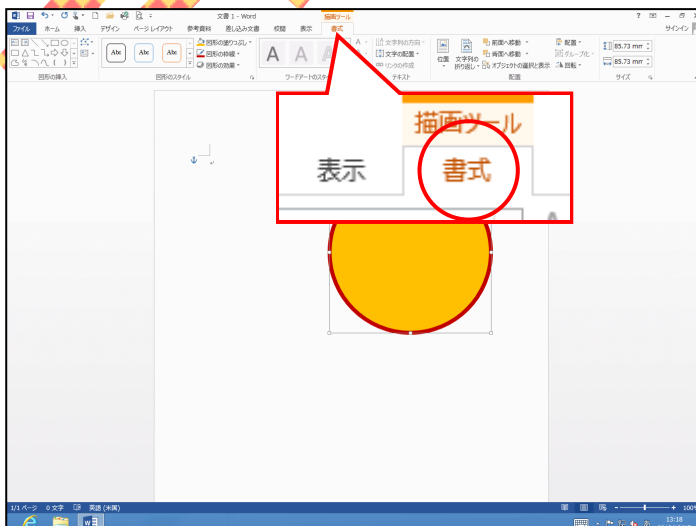 文書 1 - Word
描画ツール
サインイン
ファイル ホーム 挿入 デザイン ページ レイアウト 参考資料 差し込み文書 校閲 表示 書式
図形の塗りつぶし
図形の枠線
図形の効果
Abc Abc Abc
A A A
文字列の方向
文字の配置
リンクの作成
位置 文字列の折り返し
前面へ移動
背面へ移動
オブジェクトの選択と表示
配置
グループ化
回転
85.73 mm
85.73 mm
図形の挿入 図形のスタイル ワードアートのスタ テキスト 配置 サイズ
描画ツール
表示 書式
1/1 ページ 0 文字 英語 (米国)
100%
13:18